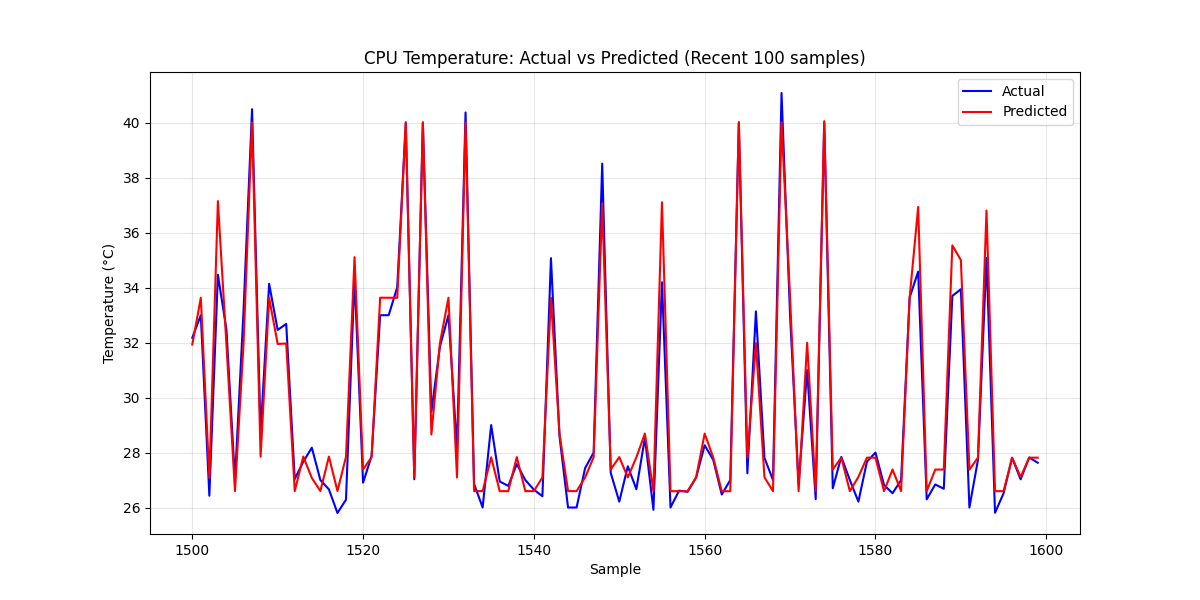 CPU Temperature: Actual vs Predicted (Recent 100 samples)
Actual
Predicted
Temperature (°C)
40
38
36
34
32
30
28
26
1500
1520
1540
1560
1580
1600
Sample